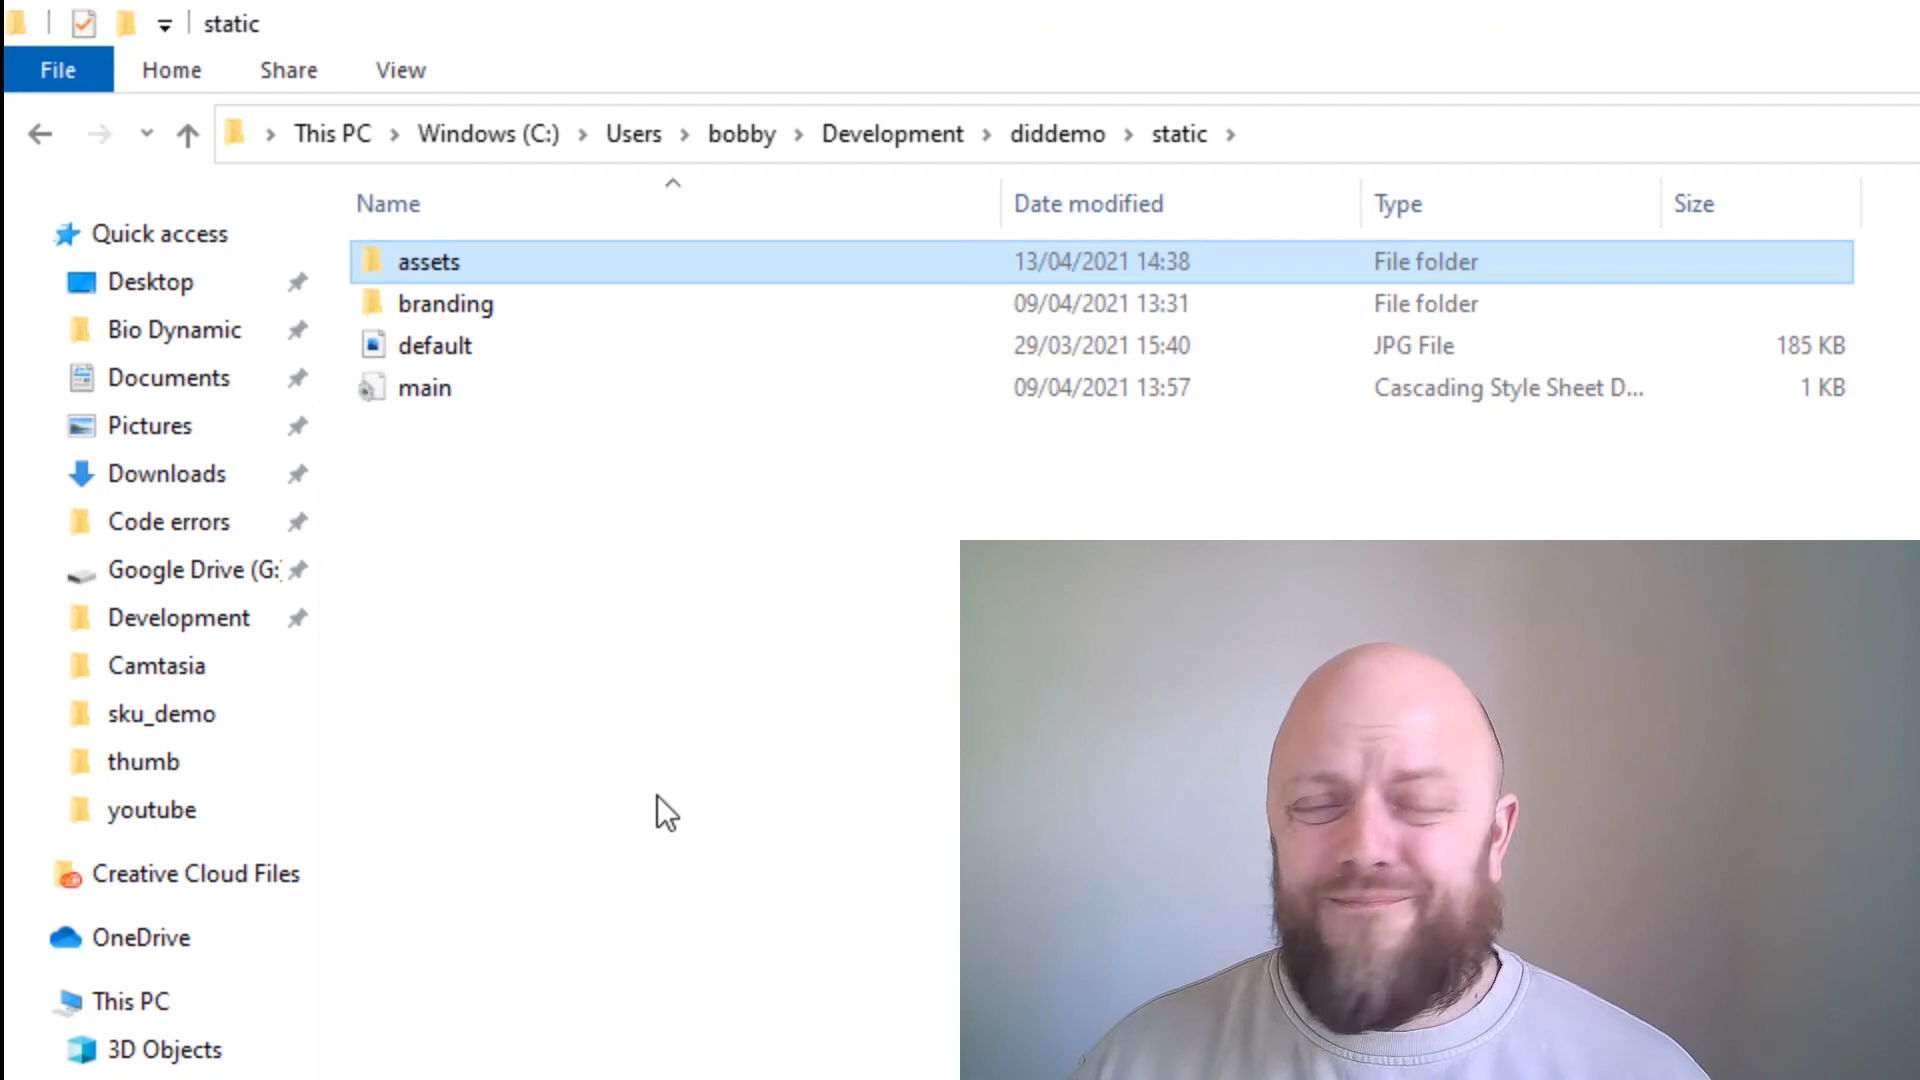 static
File Home Share View
This PC Windows (C:) Users bobby Development diddemo static
Name Date modified Type Size
Quick access
Desktop
Bio Dynamic
Documents
Pictures
Downloads
Code errors
Google Drive (G:
Development
Camtasia
sku_demo
thumb
youtube
Creative Cloud Files
OneDrive
This PC
3D Objects
assets 13/04/2021 14:38 File folder
branding 09/04/2021 13:31 File folder
default 29/03/2021 15:40 JPG File 185 KB
main 09/04/2021 13:57 Cascading Style Sheet D... 1 KB